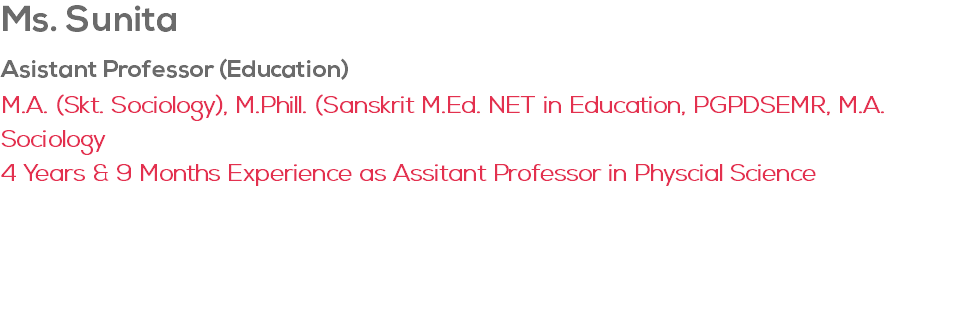 Ms. Sunita
Asistant Professor (Education)
M.A. (Skt. Sociology), M.Phill. (Sanskrit M.Ed. NET in Education, PGPDSEMR, M.A.
Sociology
4 Years & 9 Months Experience as Assitant Professor in Physcial Science